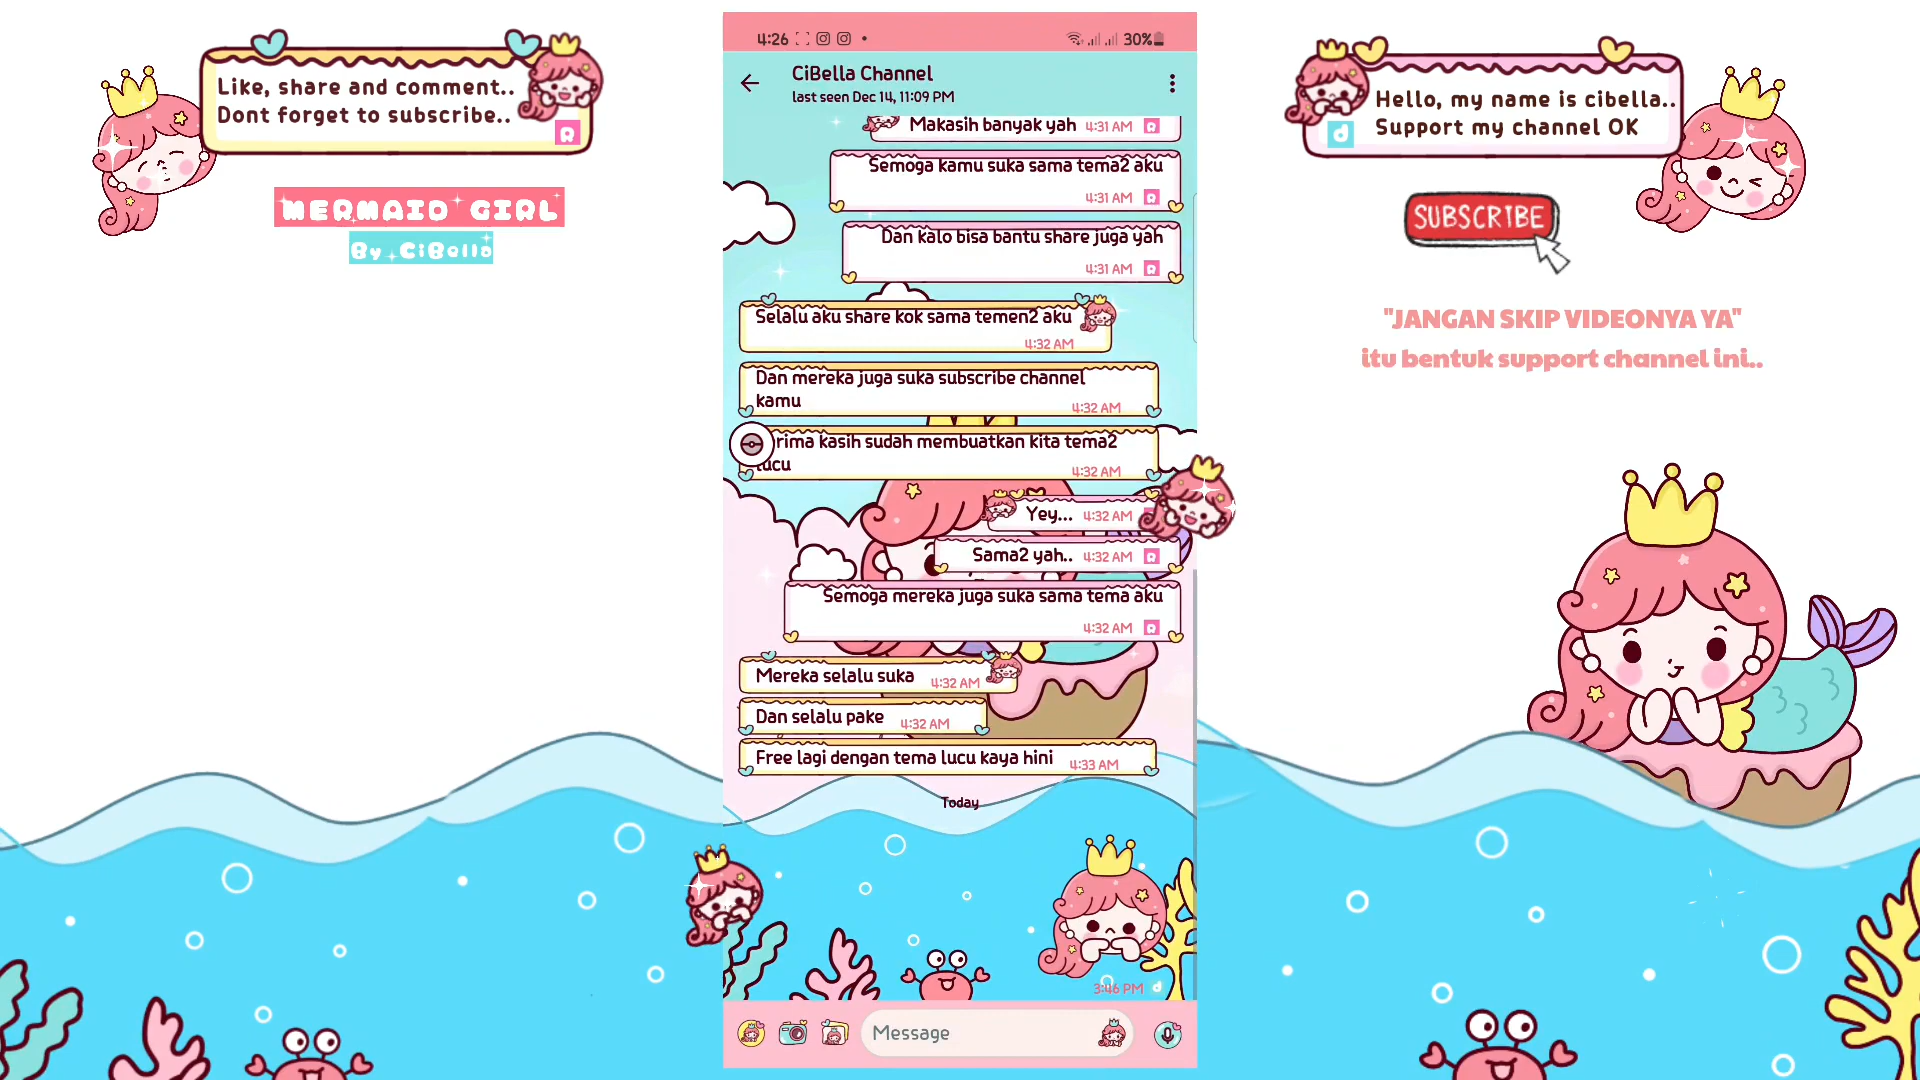 Like, share and comment..
Dont forget to subscribe..
R
MERMAID GIRL
By CiBella
4:26
30%
CiBella Channel
last seen Dec 14, 11:09 PM
Makasih banyak yah 4:31 AM R
Semoga kamu suka sama tema2 aku
4:31 AM R
Dan kalo bisa bantu share juga yah
4:31 AM R
Selalu aku share kok sama temen2 aku
4:32 AM
Dan mereka juga suka subscribe channel
kamu 4:32 AM
rima kasih sudah membuatkan kita tema2
lucu 4:32 AM
Yey... 4:32 AM
Sama2 yah.. 4:32 AM R
Semoga mereka juga suka sama tema aku
4:32 AM R
Mereka selalu suka 4:32 AM
Dan selalu pake 4:32 AM
Free lagi dengan tema lucu kaya hini 4:33 AM
Today
3:46 PM d
Message
Hello, my name is cibella..
d Support my channel OK
SUBSCRIBE
"JANGAN SKIP VIDEONYA YA"
itu bentuk support channel ini..